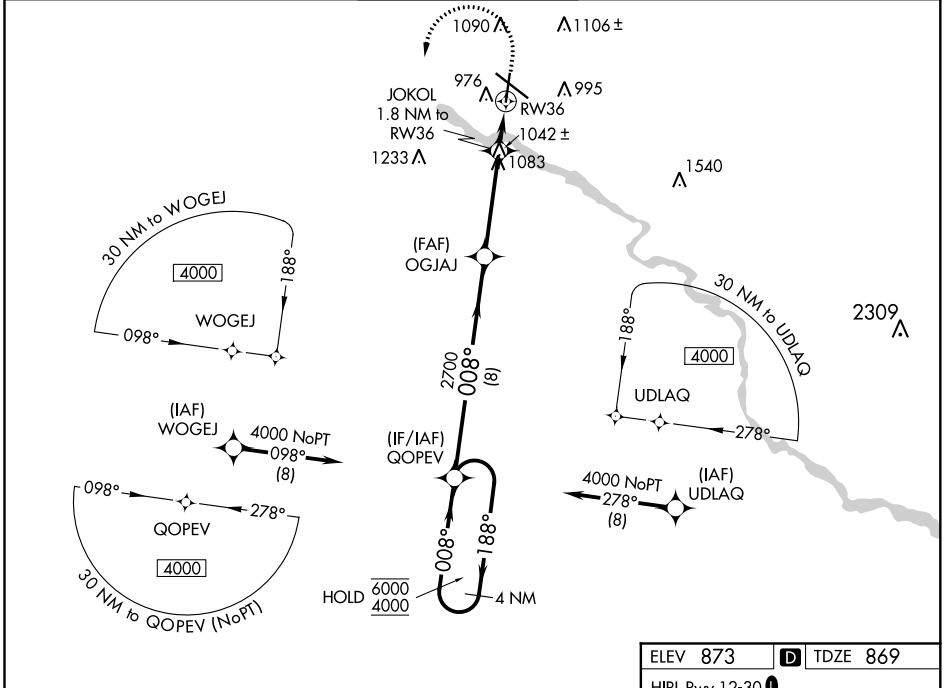 1090
1106 ±
976
995
RW36
JOKOL
1.8 NM to
RW36
1042 ±
1233
1083
1540
30 NM to WOGEJ
4000
188°
(FAF)
OGJAJ
WOGEJ
098°
30 NM to UDLAQ
188°
4000
2309
2700
008°
(8)
UDLAQ
278°
(IAF)
WOGEJ
4000 NoPT
098°
(8)
(IF/IAF)
QOPEV
4000 NoPT
278°
(8)
(IAF)
UDLAQ
098°
278°
QOPEV
4000
30 NM to QOPEV (NoPT)
008°
188°
HOLD
6000
4000
4 NM
ELEV 873
D
TDZE 869
HIRL Rwy 12-30 L